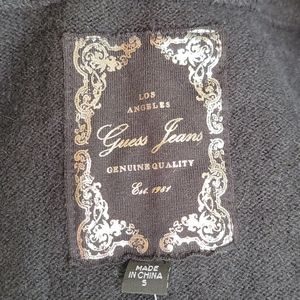 LOS
ANGELES
Guess Jeans
GENUINE QUALITY
Est. 1981
MADE
IN CHINA
S